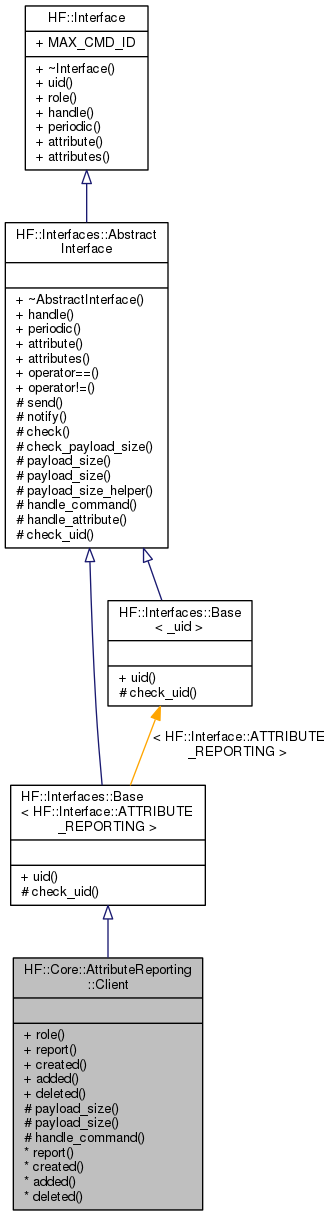 HF::Interface
+ MAX_CMD_ID
+ ~Interface()
+ uid()
+ role()
+ handle()
+ periodic()
+ attribute()
+ attributes()
HF::Interfaces::Abstract
Interface
+ ~AbstractInterface()
+ handle()
+ periodic()
+ attribute()
+ attributes()
+ operator==()
+ operator!=()
# send()
# notify()
# check()
# check_payload_size()
# payload_size()
# payload_size()
# payload_size_helper()
# handle_command()
# handle_attribute()
# check_uid()
HF::Interfaces::Base
< _uid >
+ uid()
# check_uid()
< HF::Interface::ATTRIBUTE
_REPORTING >
HF::Interfaces::Base
< HF::Interface::ATTRIBUTE
_REPORTING >
+ uid()
# check_uid()
HF::Core::AttributeReporting
::Client
+ role()
+ report()
+ created()
+ added()
+ deleted()
# payload_size()
# payload_size()
# handle_command()
* report()
* created()
* added()
* deleted()